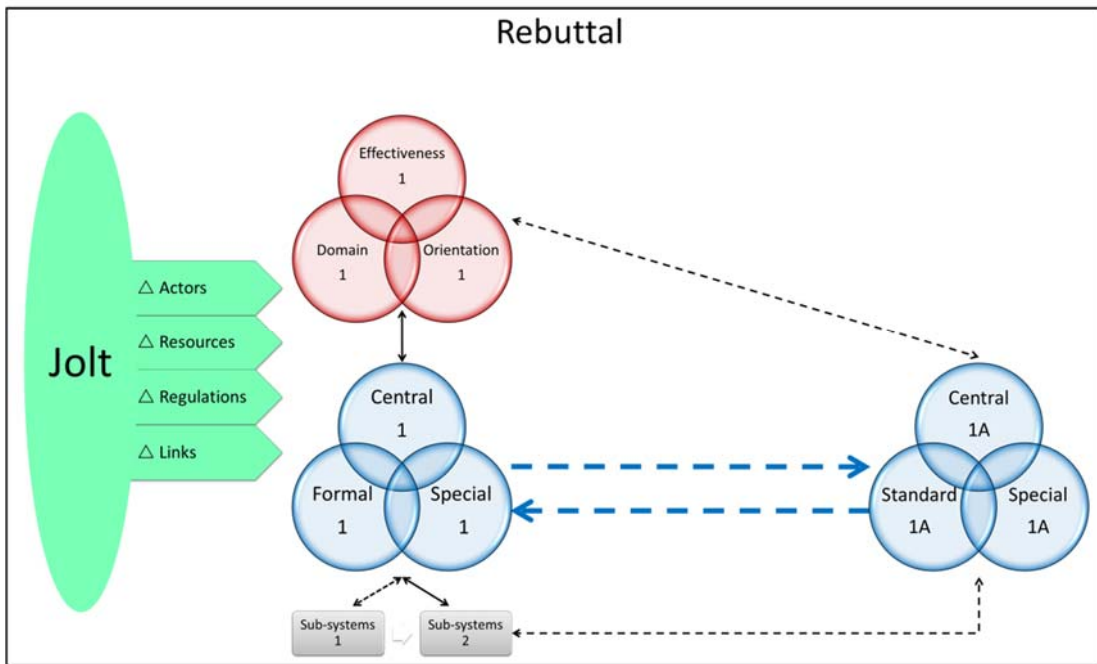 Rebuttal
Effectiveness
1
Domain
1
Orientation
1
Jolt
△ Actors
△ Resources
△ Regulations
△ Links
Central
1
Formal
1
Special
1
Central
1A
Standard
1A
Special
1A
Sub-systems
1
Sub-systems
2